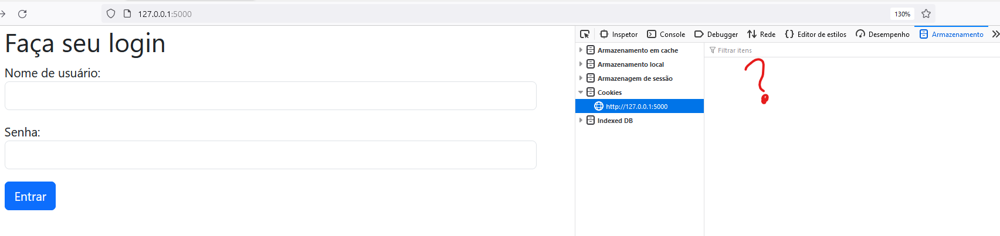 127.0.0.1:5000
130%
Faça seu login
Nome de usuário:
Senha:
Entrar
Inspetor Console Debugger Rede Editor de estilos Desempenho Armazenamento
Armazenamento em cache
Armazenamento local
Armazenagem de sessão
Cookies
http://127.0.0.1:5000
Indexed DB
Filtrar itens
?